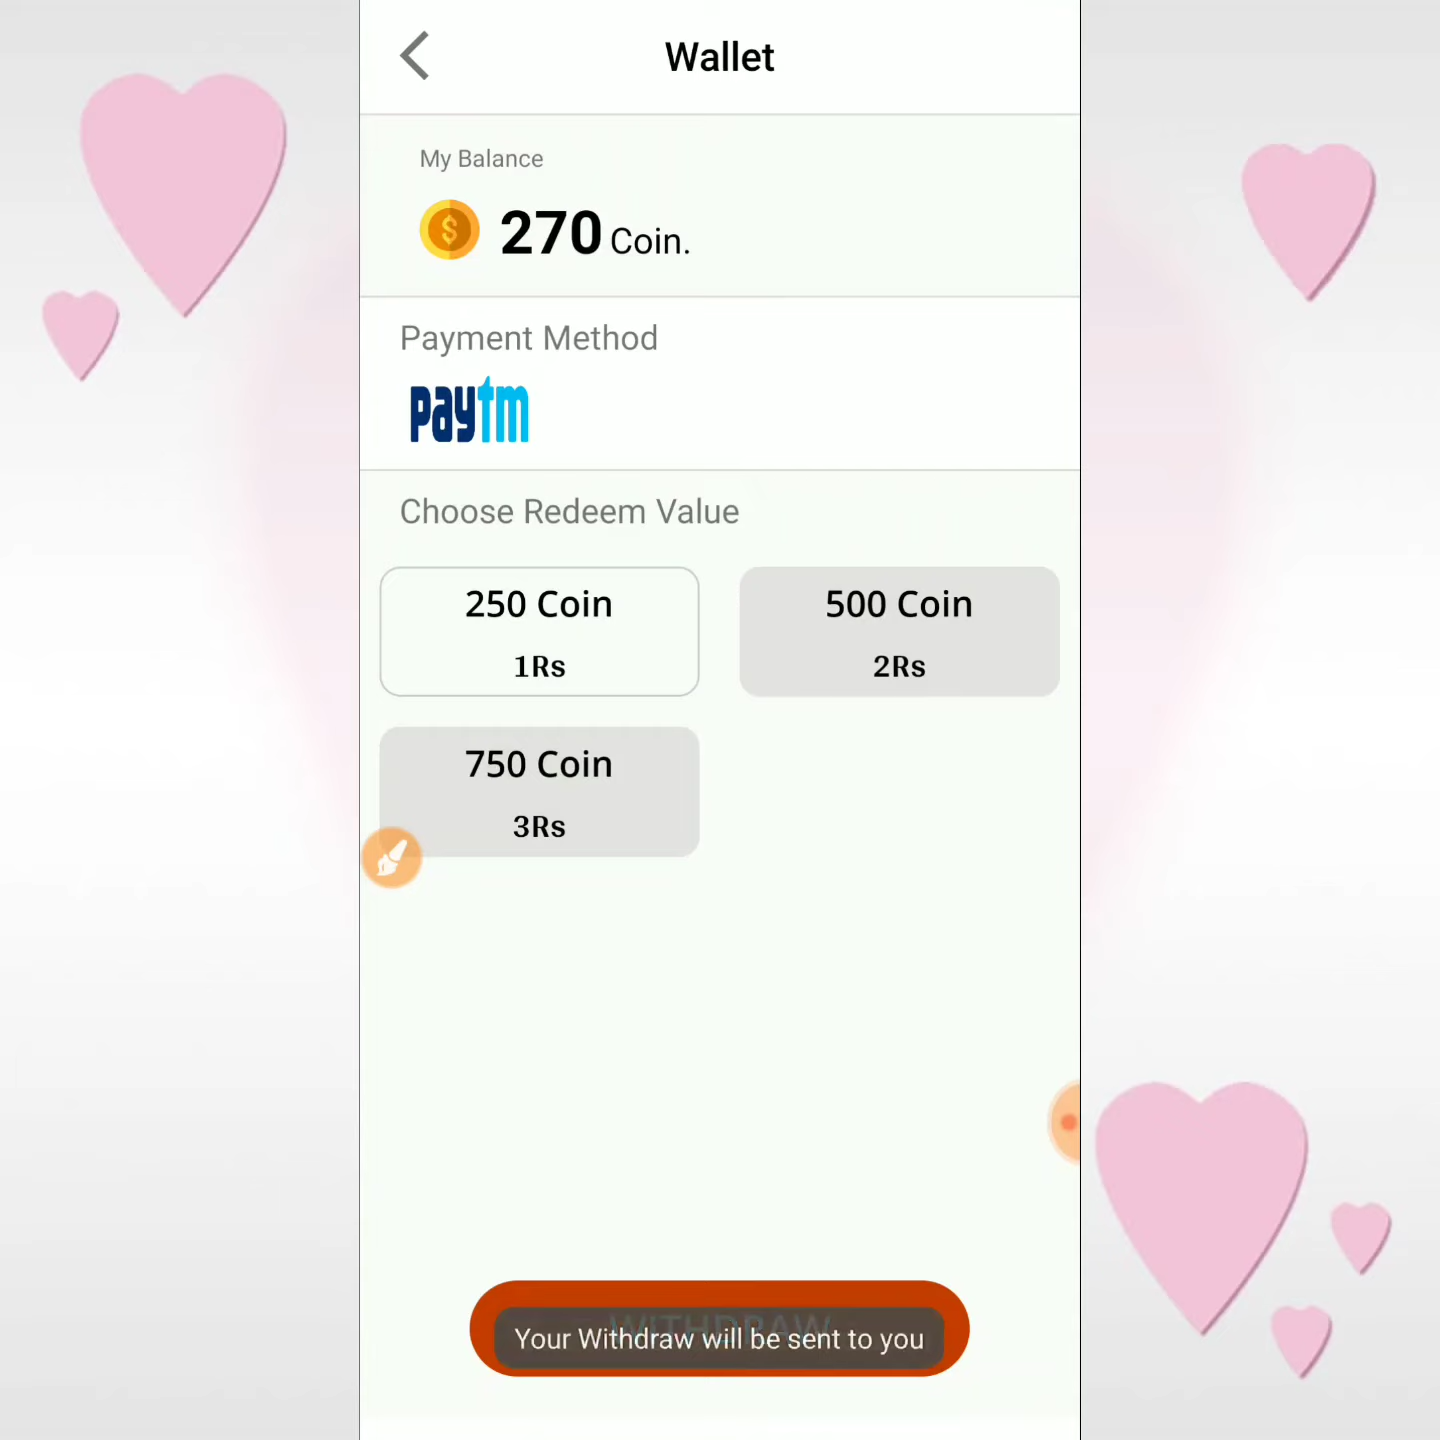 Wallet
My Balance
270 Coin.
Payment Method
paytm
Choose Redeem Value
250 Coin
1Rs
500 Coin
2Rs
750 Coin
3Rs
WITHDRAW
Your Withdraw will be sent to you